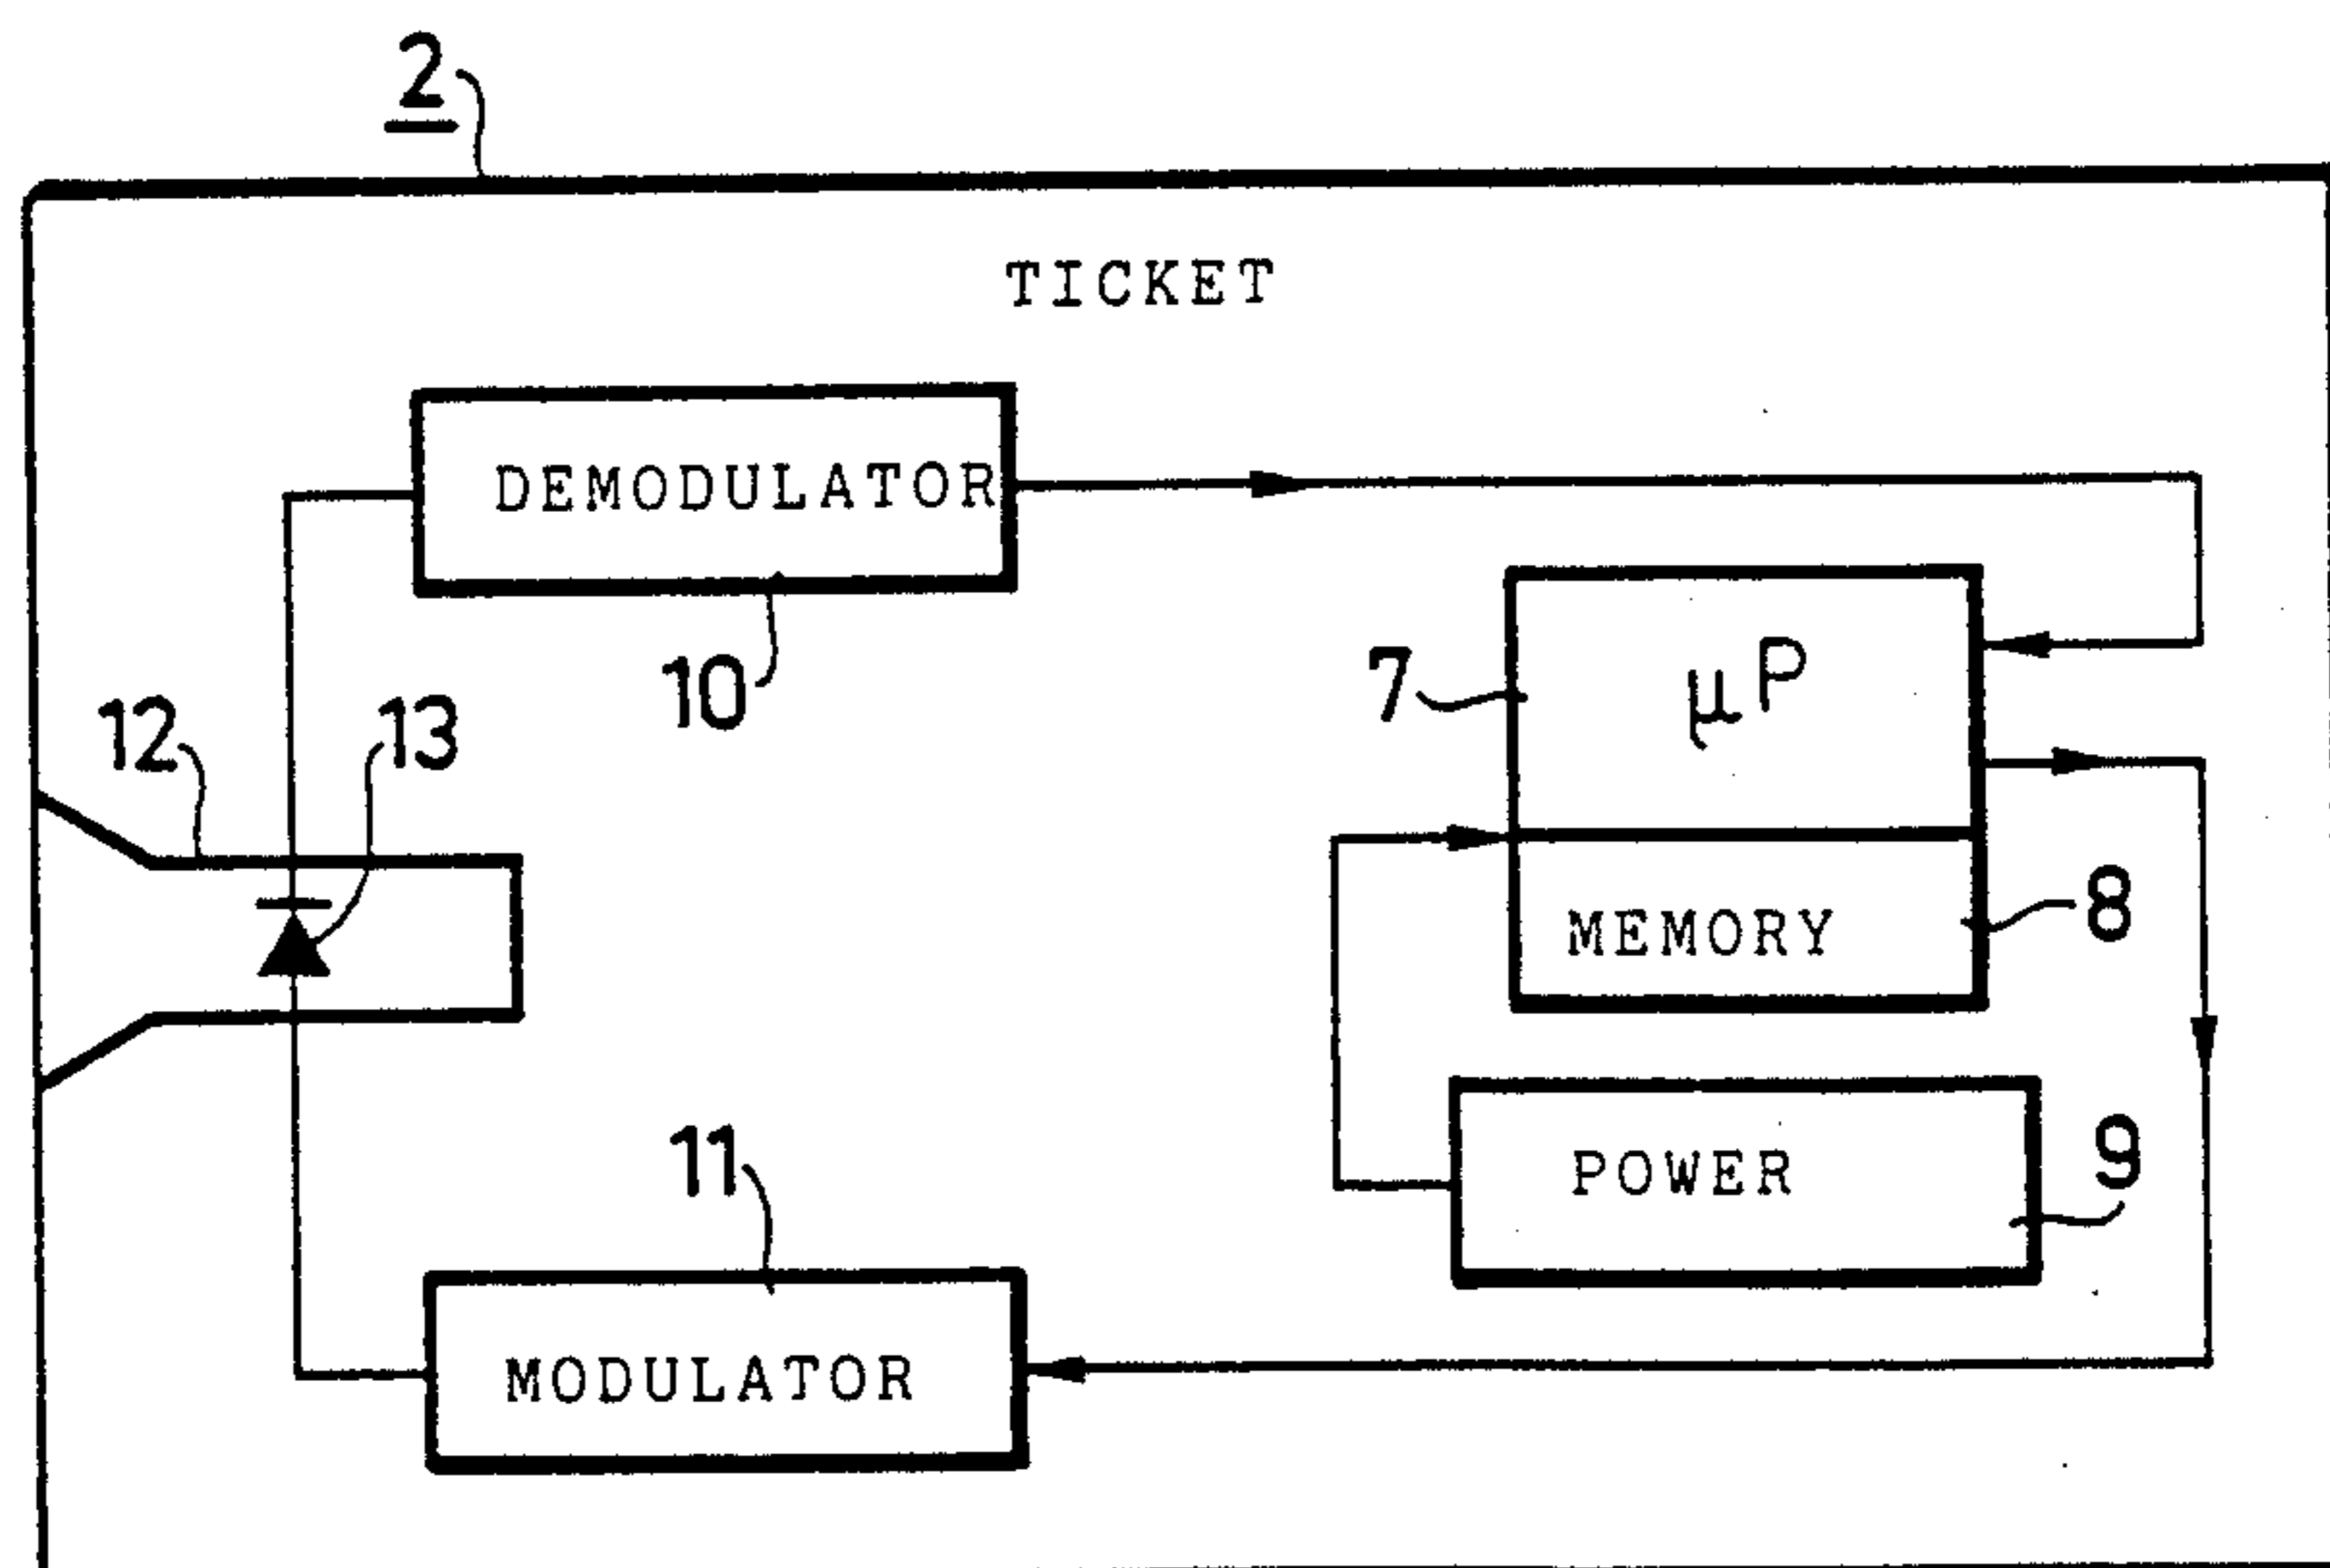 2
TICKET
DEMODULATOR
10
7
µP
12
13
MEMORY
8
11
POWER
9
MODULATOR